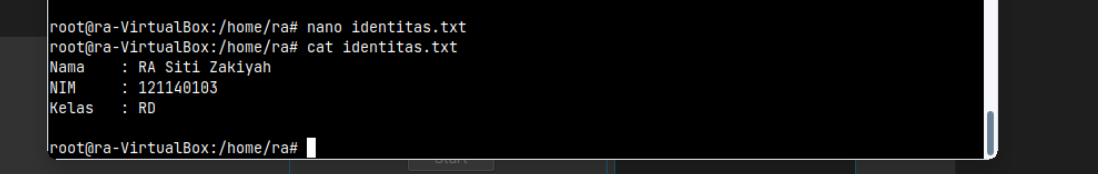 root@ra-VirtualBox:/home/ra# nano identitas.txt
root@ra-VirtualBox:/home/ra# cat identitas.txt
Nama    : RA Siti Zakiyah
NIM     : 121140103
Kelas   : RD
root@ra-VirtualBox:/home/ra#
Start